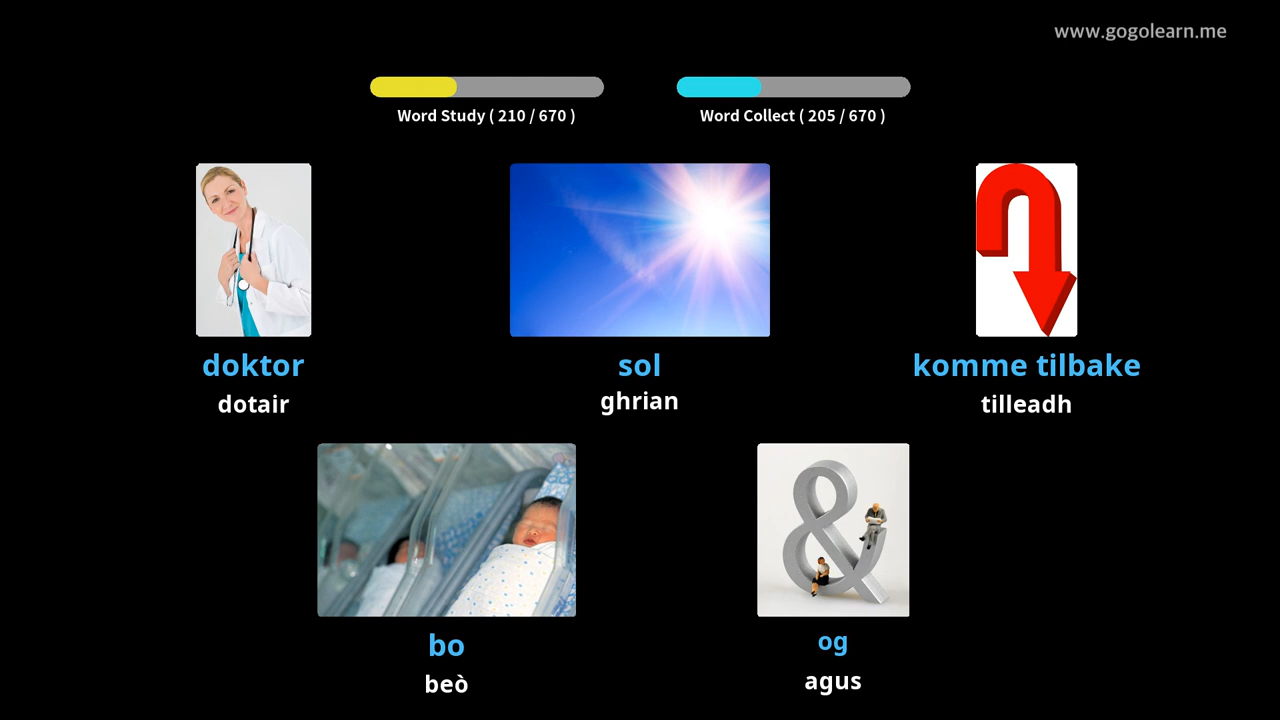 www.gogolearn.me
Word Study ( 210 / 670 )
Word Collect ( 205 / 670 )
doktor
dotair
sol
ghrian
komme tilbake
tilleadh
bo
beò
og
agus